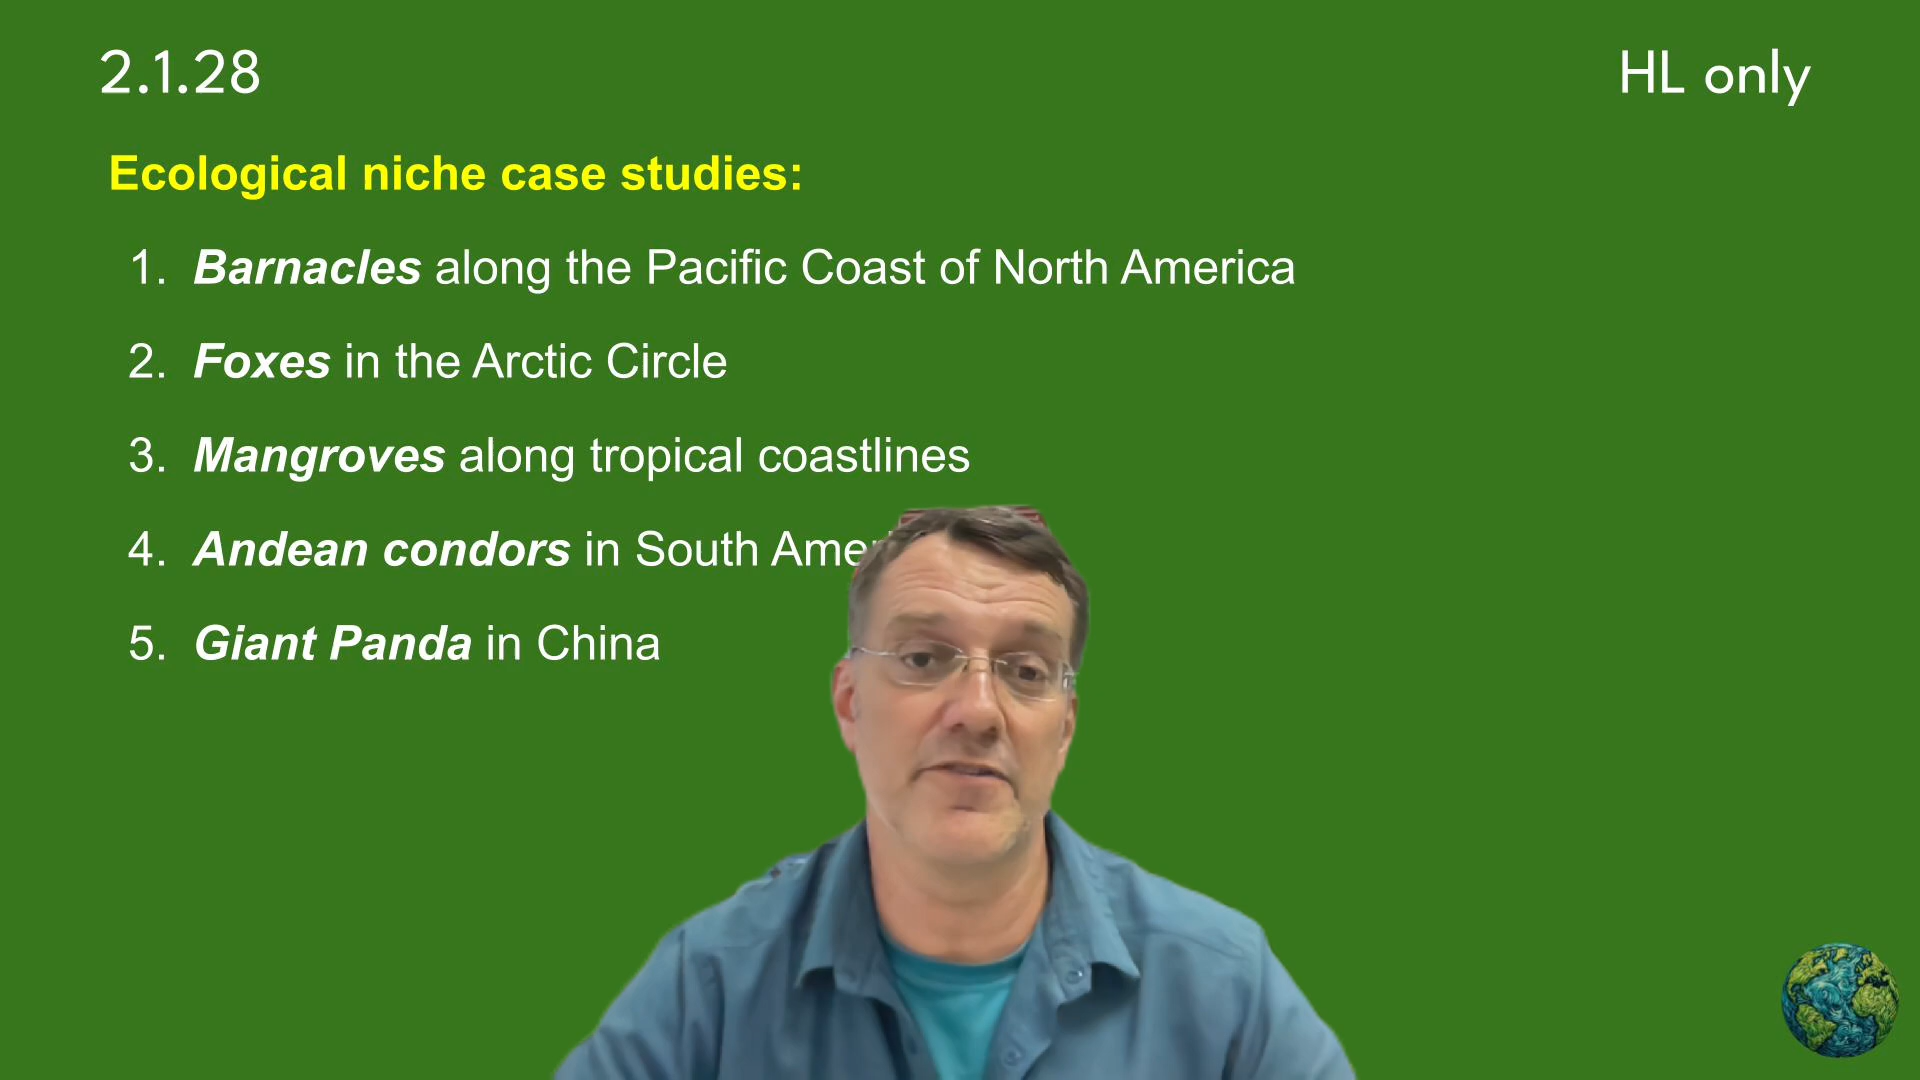 2.1.28
HL only
Ecological niche case studies:
1. Barnacles along the Pacific Coast of North America
2. Foxes in the Arctic Circle
3. Mangroves along tropical coastlines
4. Andean condors in South
5. Giant Panda in China